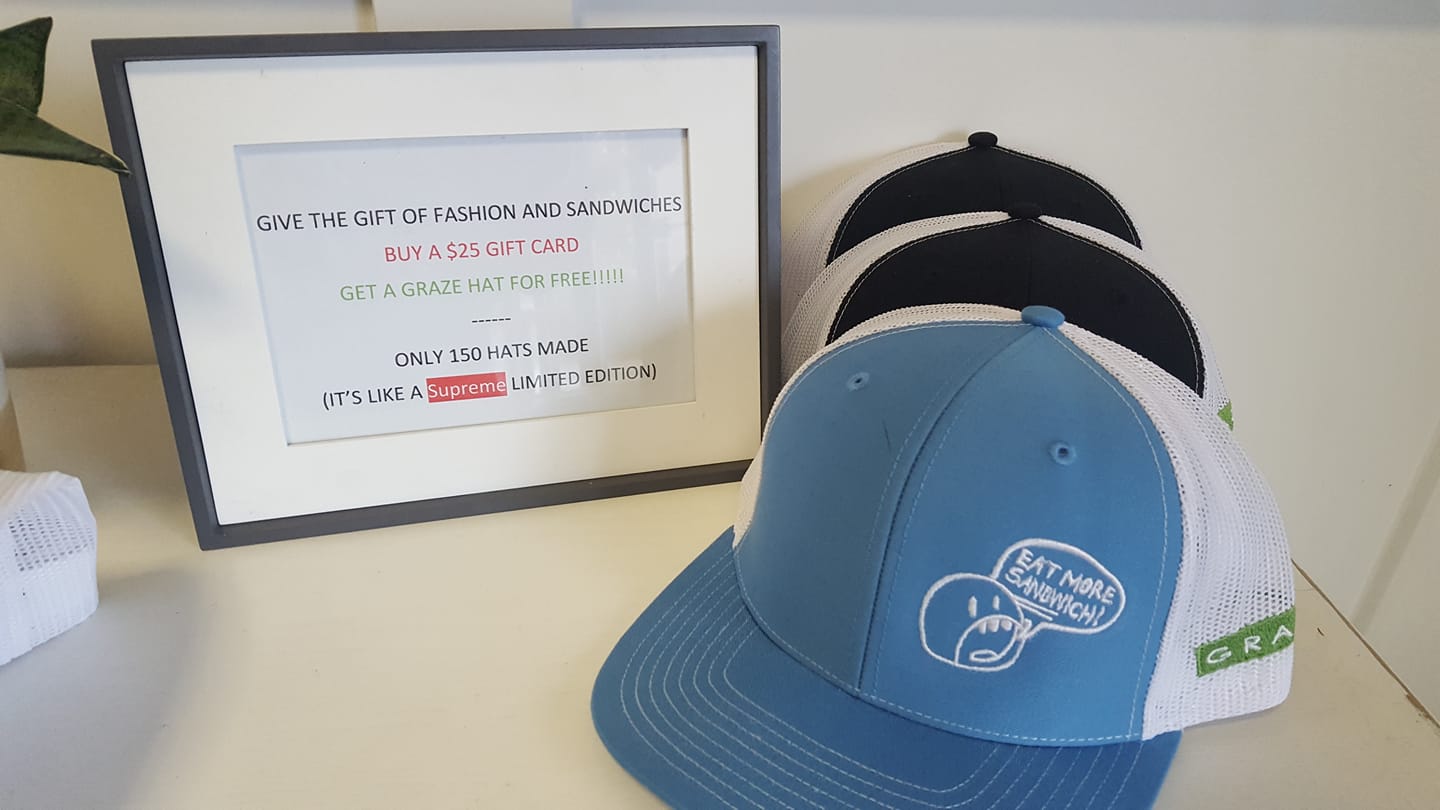 GIVE THE GIFT OF FASHION AND SANDWICHES
BUY A $25 GIFT CARD
GET A GRAZE HAT FOR FREE!!!!!
------
ONLY 150 HATS MADE
(IT'S LIKE A Supreme LIMITED EDITION)
EAT MORE
SANDWICH!
GRA